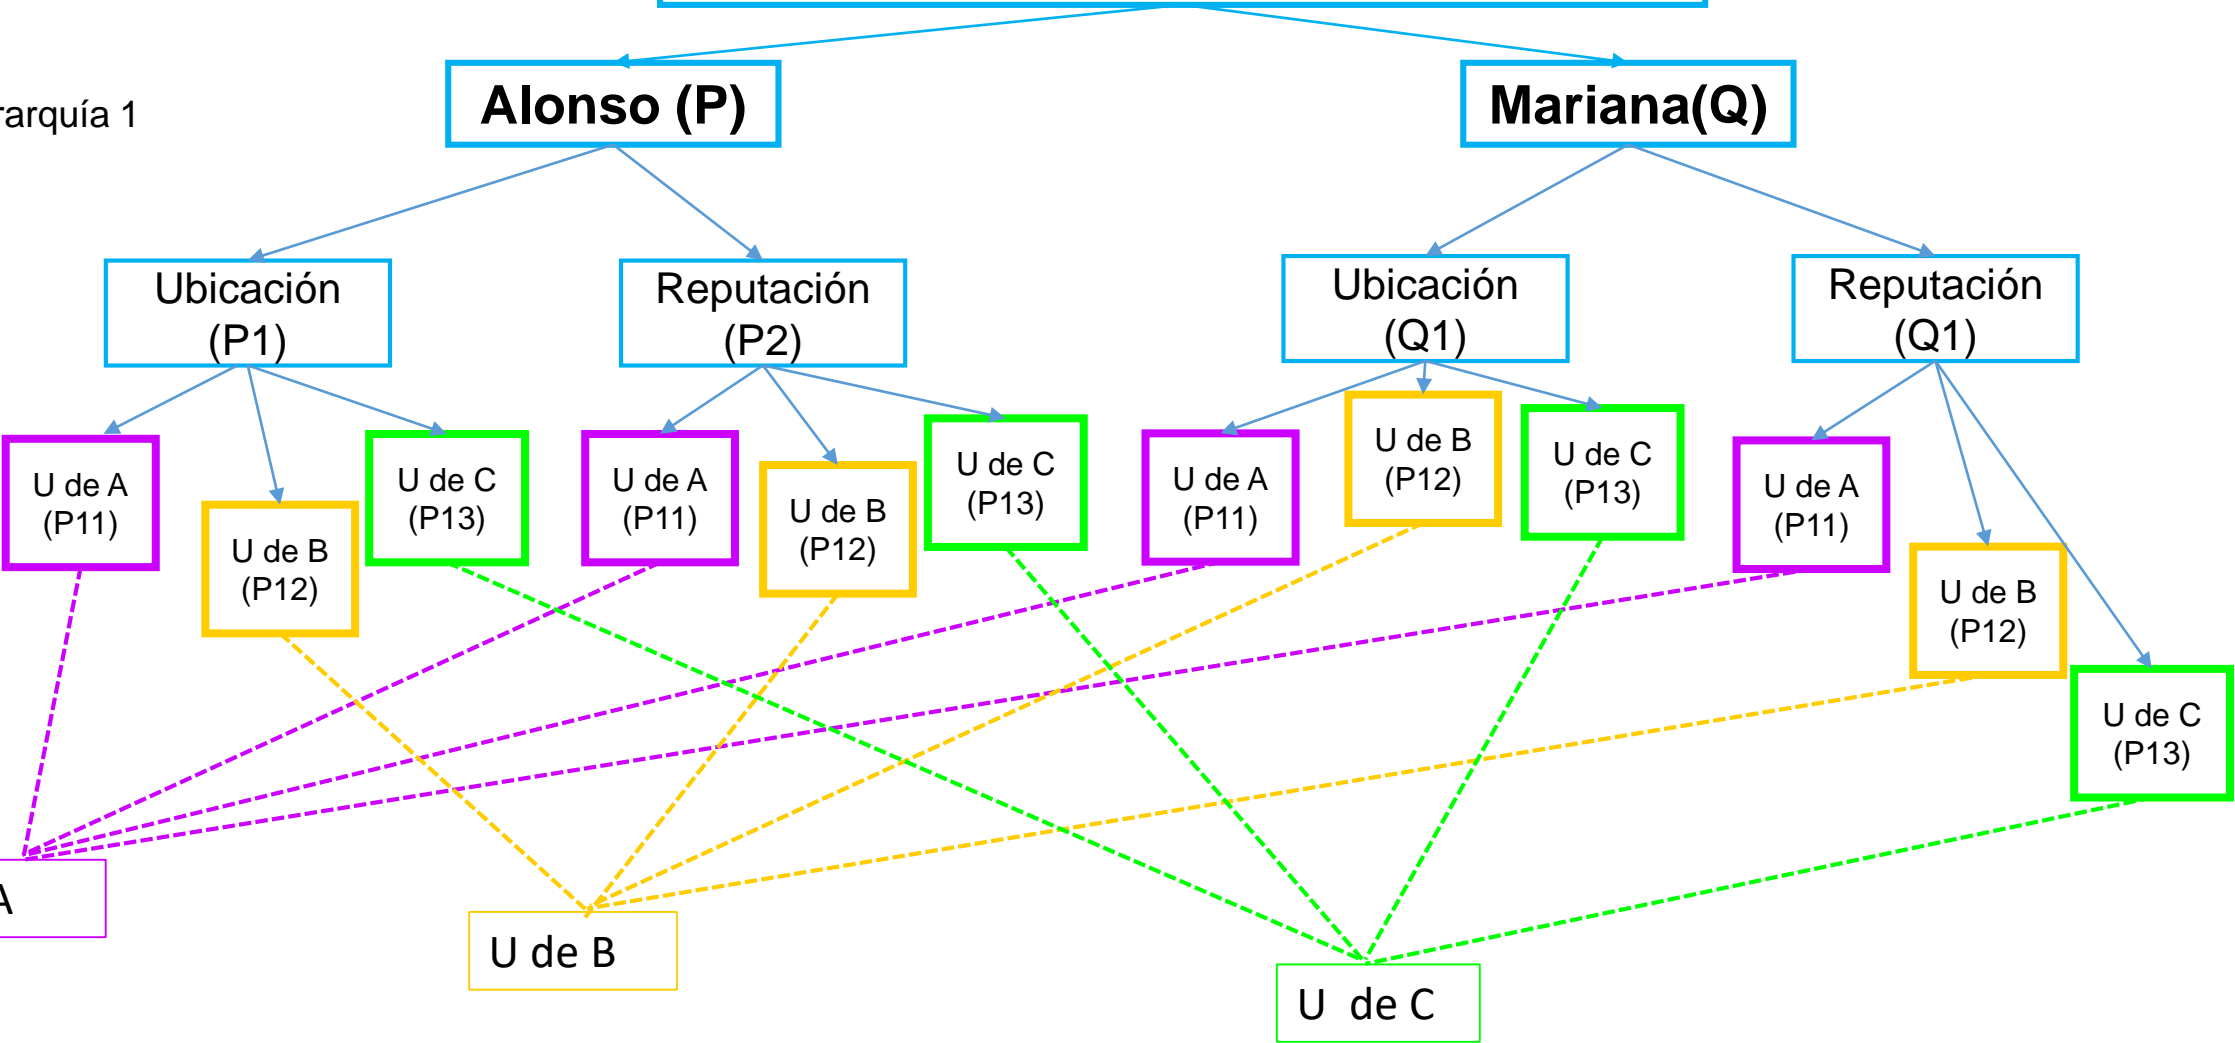 Alonso (P)
Mariana(Q)
rarquía 1
Ubicación
(P1)
Reputación
(P2)
Ubicación
(Q1)
Reputación
(Q1)
U de A
(P11)
U de B
(P12)
U de C
(P13)
U de A
(P11)
U de B
(P12)
U de C
(P13)
U de A
(P11)
U de B
(P12)
U de C
(P13)
U de A
(P11)
U de B
(P12)
U de C
(P13)
A
U de B
U  de C